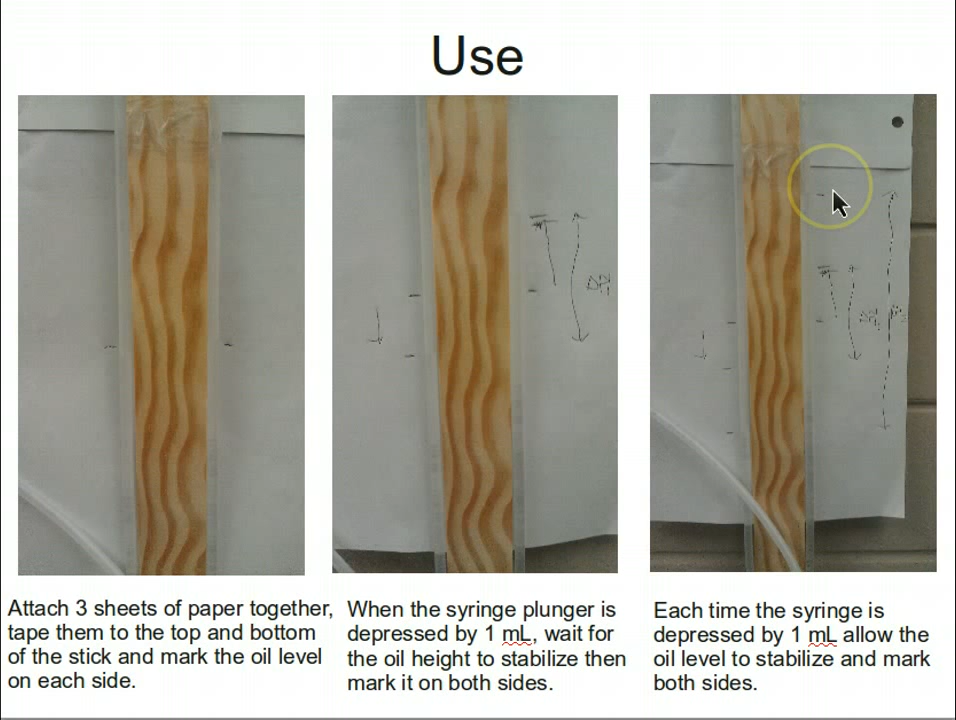 Use
Attach 3 sheets of paper together,
tape them to the top and bottom
of the stick and mark the oil level
on each side.
When the syringe plunger is
depressed by 1 mL, wait for
the oil height to stabilize then
mark it on both sides.
Each time the syringe is
depressed by 1 mL allow the
oil level to stabilize and mark
both sides.